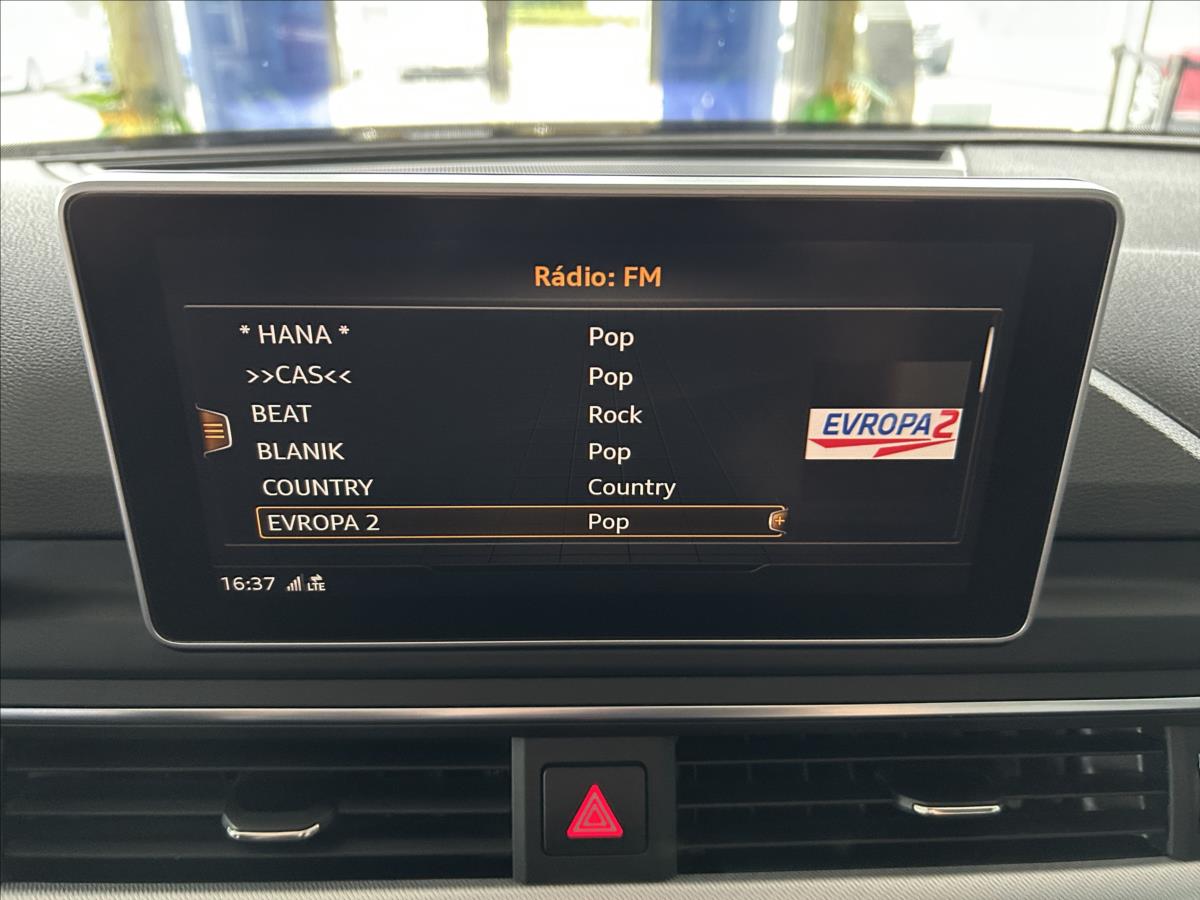 Rádio: FM
* HANA * Pop
>>CAS<< Pop
BEAT Rock
BLANIK Pop
COUNTRY Country
EVROPA 2 Pop
EVROPA 2
16:37 LTE